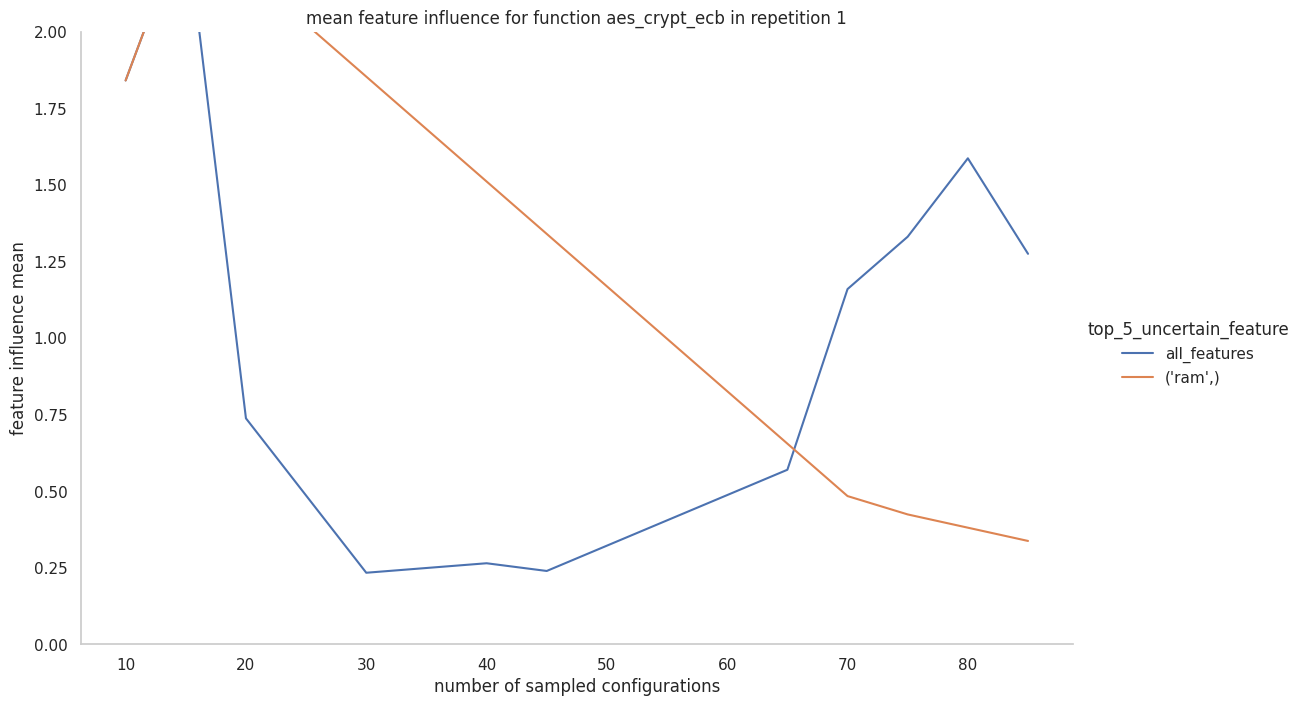 mean feature influence for function aes_crypt_ecb in repetition 1
2.00
1.75
1.50
1.25
1.00
0.75
0.50
0.25
0.00
feature influence mean
10 20 30 40 50 60 70 80
number of sampled configurations
top_5_uncertain_feature
all_features
('ram',)